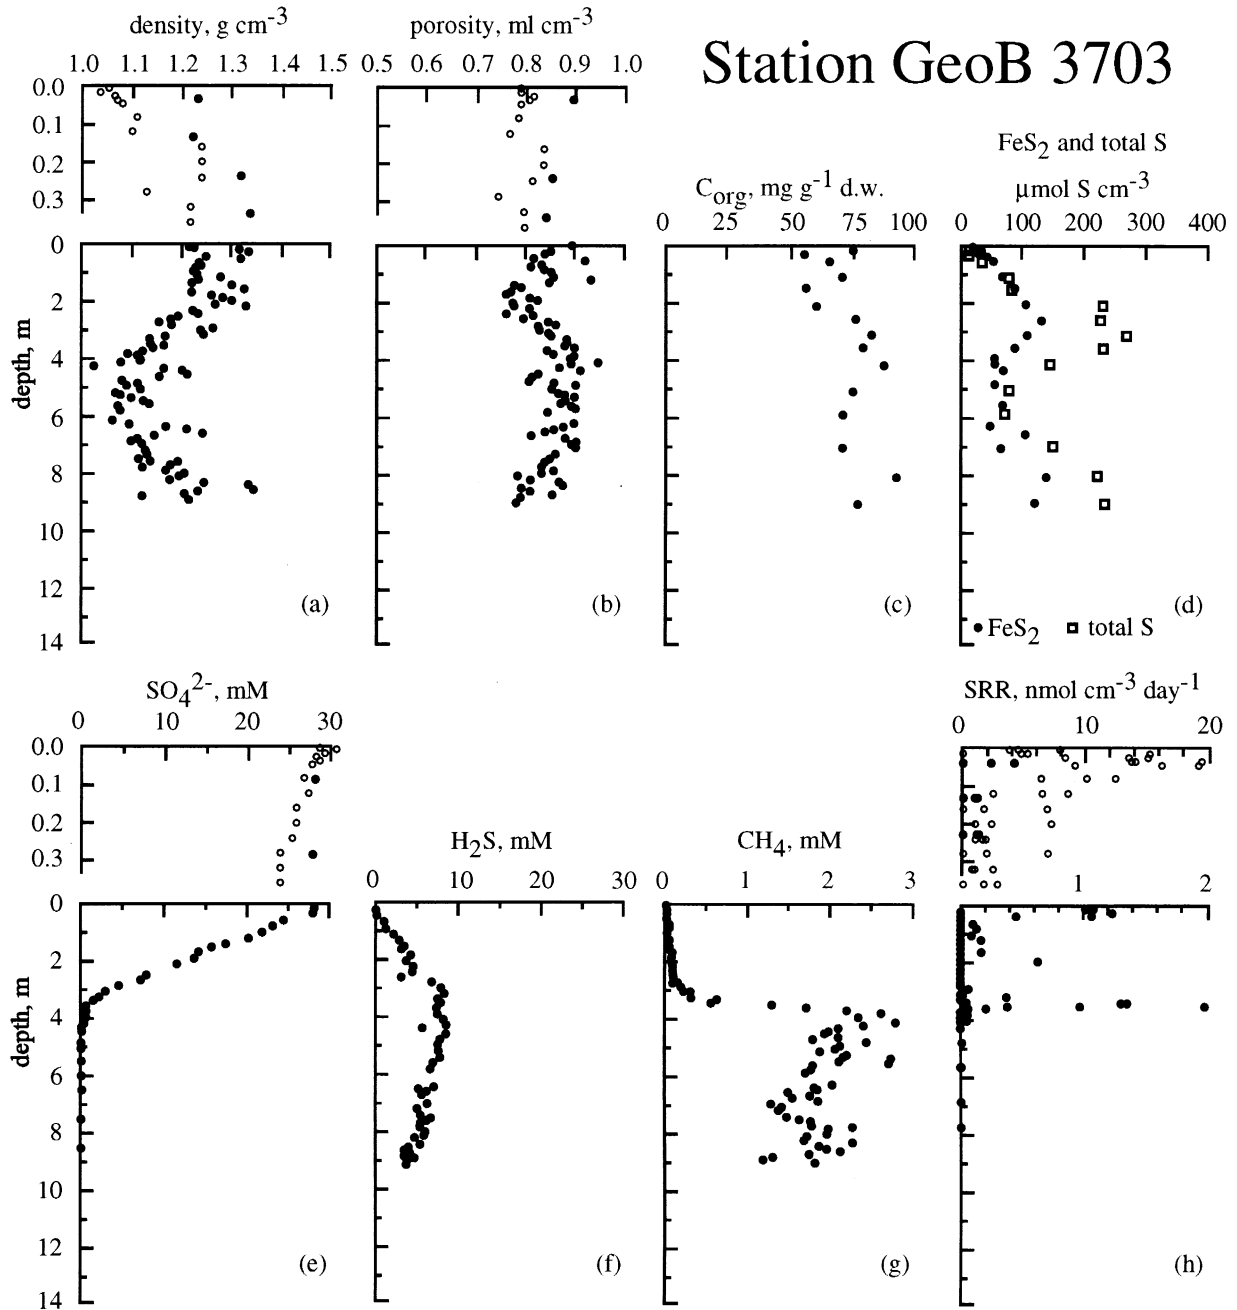 Station GeoB 3703
density, g cm-3
1.0 1.1 1.2 1.3 1.4 1.5
0.0
0.1
0.2
0.3
0
2
4
6
8
10
12
14
depth, m
(a)
porosity, ml cm-3
0.5 0.6 0.7 0.8 0.9 1.0
(b)
Corg, mg g-1 d.w.
0 25 50 75 100
(c)
FeS2 and total S
µmol S cm-3
0 100 200 300 400
(d)
FeS2 total S
SO42-, mM
0 10 20 30
0.0
0.1
0.2
0.3
0
2
4
6
8
10
12
14
depth, m
(e)
H2S, mM
0 10 20 30
(f)
CH4, mM
0 1 2 3
(g)
SRR, nmol cm-3 day-1
0 10 20
0 1 2
(h)